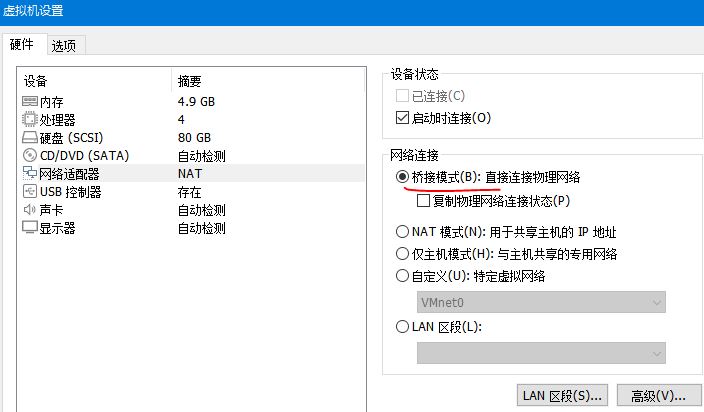 虚拟机设置
硬件 选项
设备 摘要
内存 4.9 GB
处理器 4
硬盘 (SCSI) 80 GB
CD/DVD (SATA) 自动检测
网络适配器 NAT
USB 控制器 存在
声卡 自动检测
显示器 自动检测
设备状态
已连接(C)
启动时连接(O)
网络连接
桥接模式(B): 直接连接物理网络
复制物理网络连接状态(P)
NAT 模式(N): 用于共享主机的 IP 地址
仅主机模式(H): 与主机共享的专用网络
自定义(U): 特定虚拟网络
VMnet0
LAN 区段(L):
LAN 区段(S)... 高级(V)...